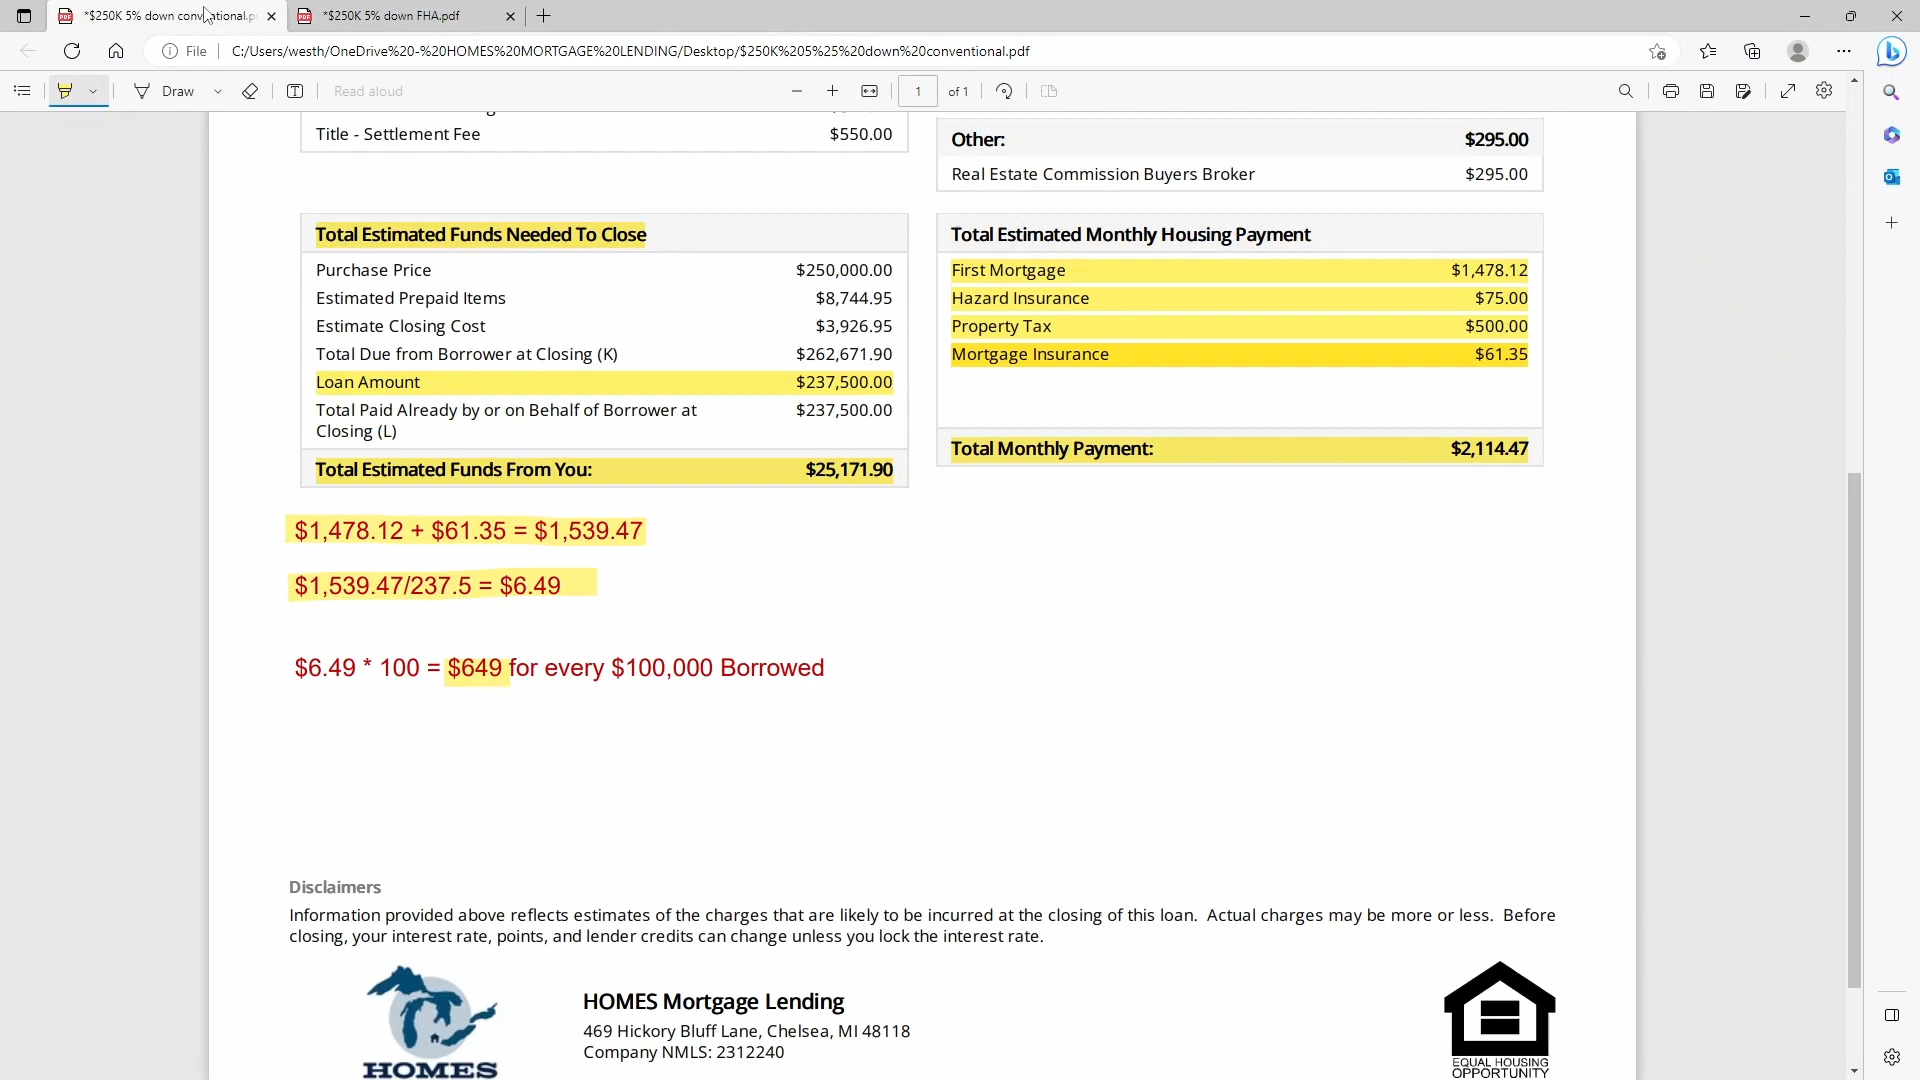 *$250K 5% down conv
ational.p
*$250K 5% down FHA.pdf
File
C:/Users/westh/OneDrive%20-%20HOMES%20MORTGAGE%20LENDING/Desktop/$250K%205%25%20down%20conventional.pdf
Draw
Read aloud
1
of 1
Title - Settlement Fee
$550.00
Other:
$295.00
Real Estate Commission Buyers Broker
$295.00
Total Estimated Funds Needed To Close
Purchase Price
$250,000.00
Estimated Prepaid Items
$8,744.95
Estimate Closing Cost
$3,926.95
Total Due from Borrower at Closing (K)
$262,671.90
Loan Amount
$237,500.00
Total Paid Already by or on Behalf of Borrower at
$237,500.00
Closing (L)
Total Estimated Funds From You:
$25,171.90
Total Estimated Monthly Housing Payment
First Mortgage
$1,478.12
Hazard Insurance
$75.00
Property Tax
$500.00
Mortgage Insurance
$61.35
Total Monthly Payment:
$2,114.47
$1,478.12 + $61.35 = $1,539.47
$1,539.47/237.5 = $6.49
$6.49 * 100 = $649 for every $100,000 Borrowed
Disclaimers
Information provided above reflects estimates of the charges that are likely to be incurred at the closing of this loan. Actual charges may be more or less. Before
closing, your interest rate, points, and lender credits can change unless you lock the interest rate.
HOMES
HOMES Mortgage Lending
469 Hickory Bluff Lane, Chelsea, MI 48118
Company NMLS: 2312240
EQUAL HOUSING
OPPORTUNITY